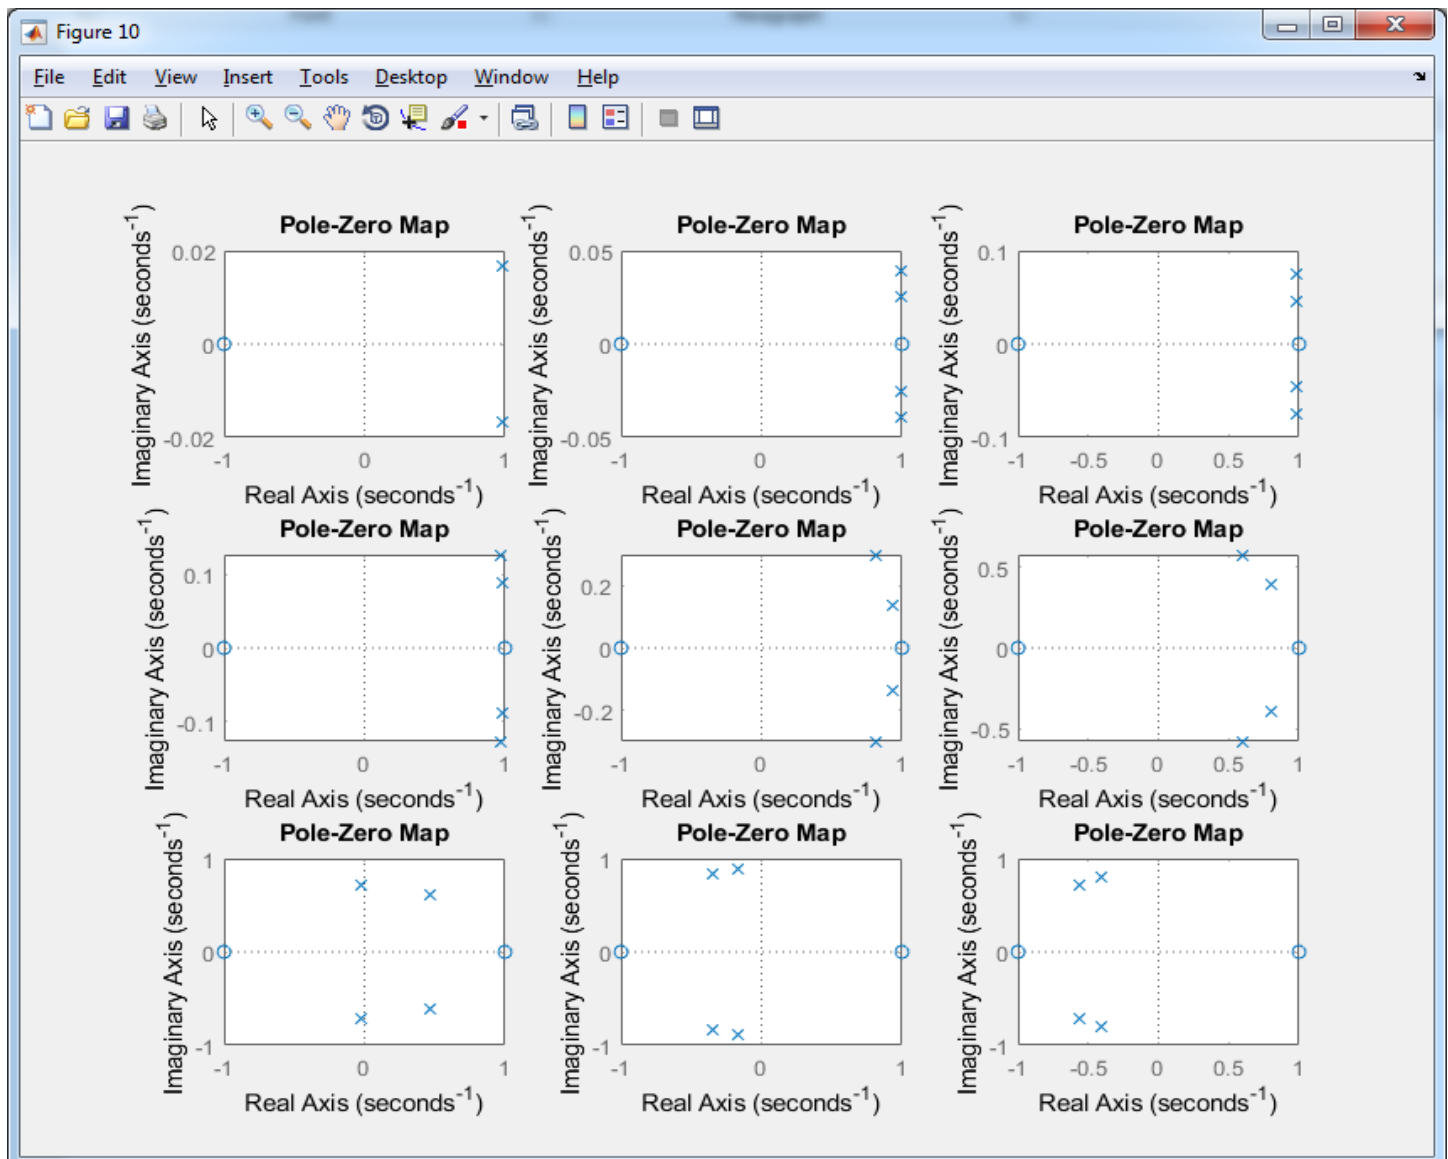 Figure 10
File Edit View Insert Tools Desktop Window Help
Pole-Zero Map Pole-Zero Map Pole-Zero Map
Imaginary Axis (seconds⁻¹) Imaginary Axis (seconds⁻¹) Imaginary Axis (seconds⁻¹)
0.02 0.05 0.1
0 0 0
-0.02 -0.05 -0.1
-1 0 1 -1 0 1 -1 -0.5 0 0.5 1
Real Axis (seconds⁻¹) Real Axis (seconds⁻¹) Real Axis (seconds⁻¹)
Pole-Zero Map Pole-Zero Map Pole-Zero Map
Imaginary Axis (seconds⁻¹) Imaginary Axis (seconds⁻¹) Imaginary Axis (seconds⁻¹)
0.1 0.2 0.5
0 0 0
-0.1 -0.2 -0.5
-1 0 1 -1 0 1 -1 -0.5 0 0.5 1
Real Axis (seconds⁻¹) Real Axis (seconds⁻¹) Real Axis (seconds⁻¹)
Pole-Zero Map Pole-Zero Map Pole-Zero Map
Imaginary Axis (seconds⁻¹) Imaginary Axis (seconds⁻¹) Imaginary Axis (seconds⁻¹)
1 1 1
0 0 0
-1 -1 -1
-1 0 1 -1 0 1 -1 -0.5 0 0.5 1
Real Axis (seconds⁻¹) Real Axis (seconds⁻¹) Real Axis (seconds⁻¹)